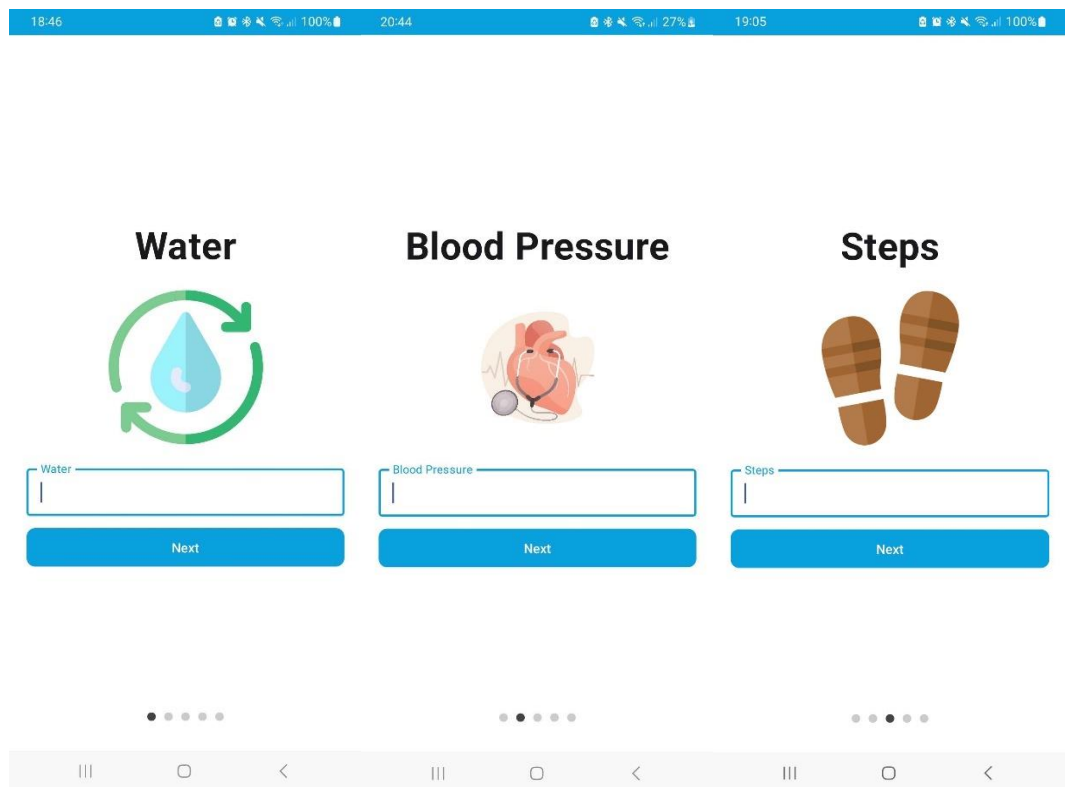 18:46 100%
20:44 27%
19:05 100%
Water
Blood Pressure
Steps
Water
Blood Pressure
Steps
Next
Next
Next